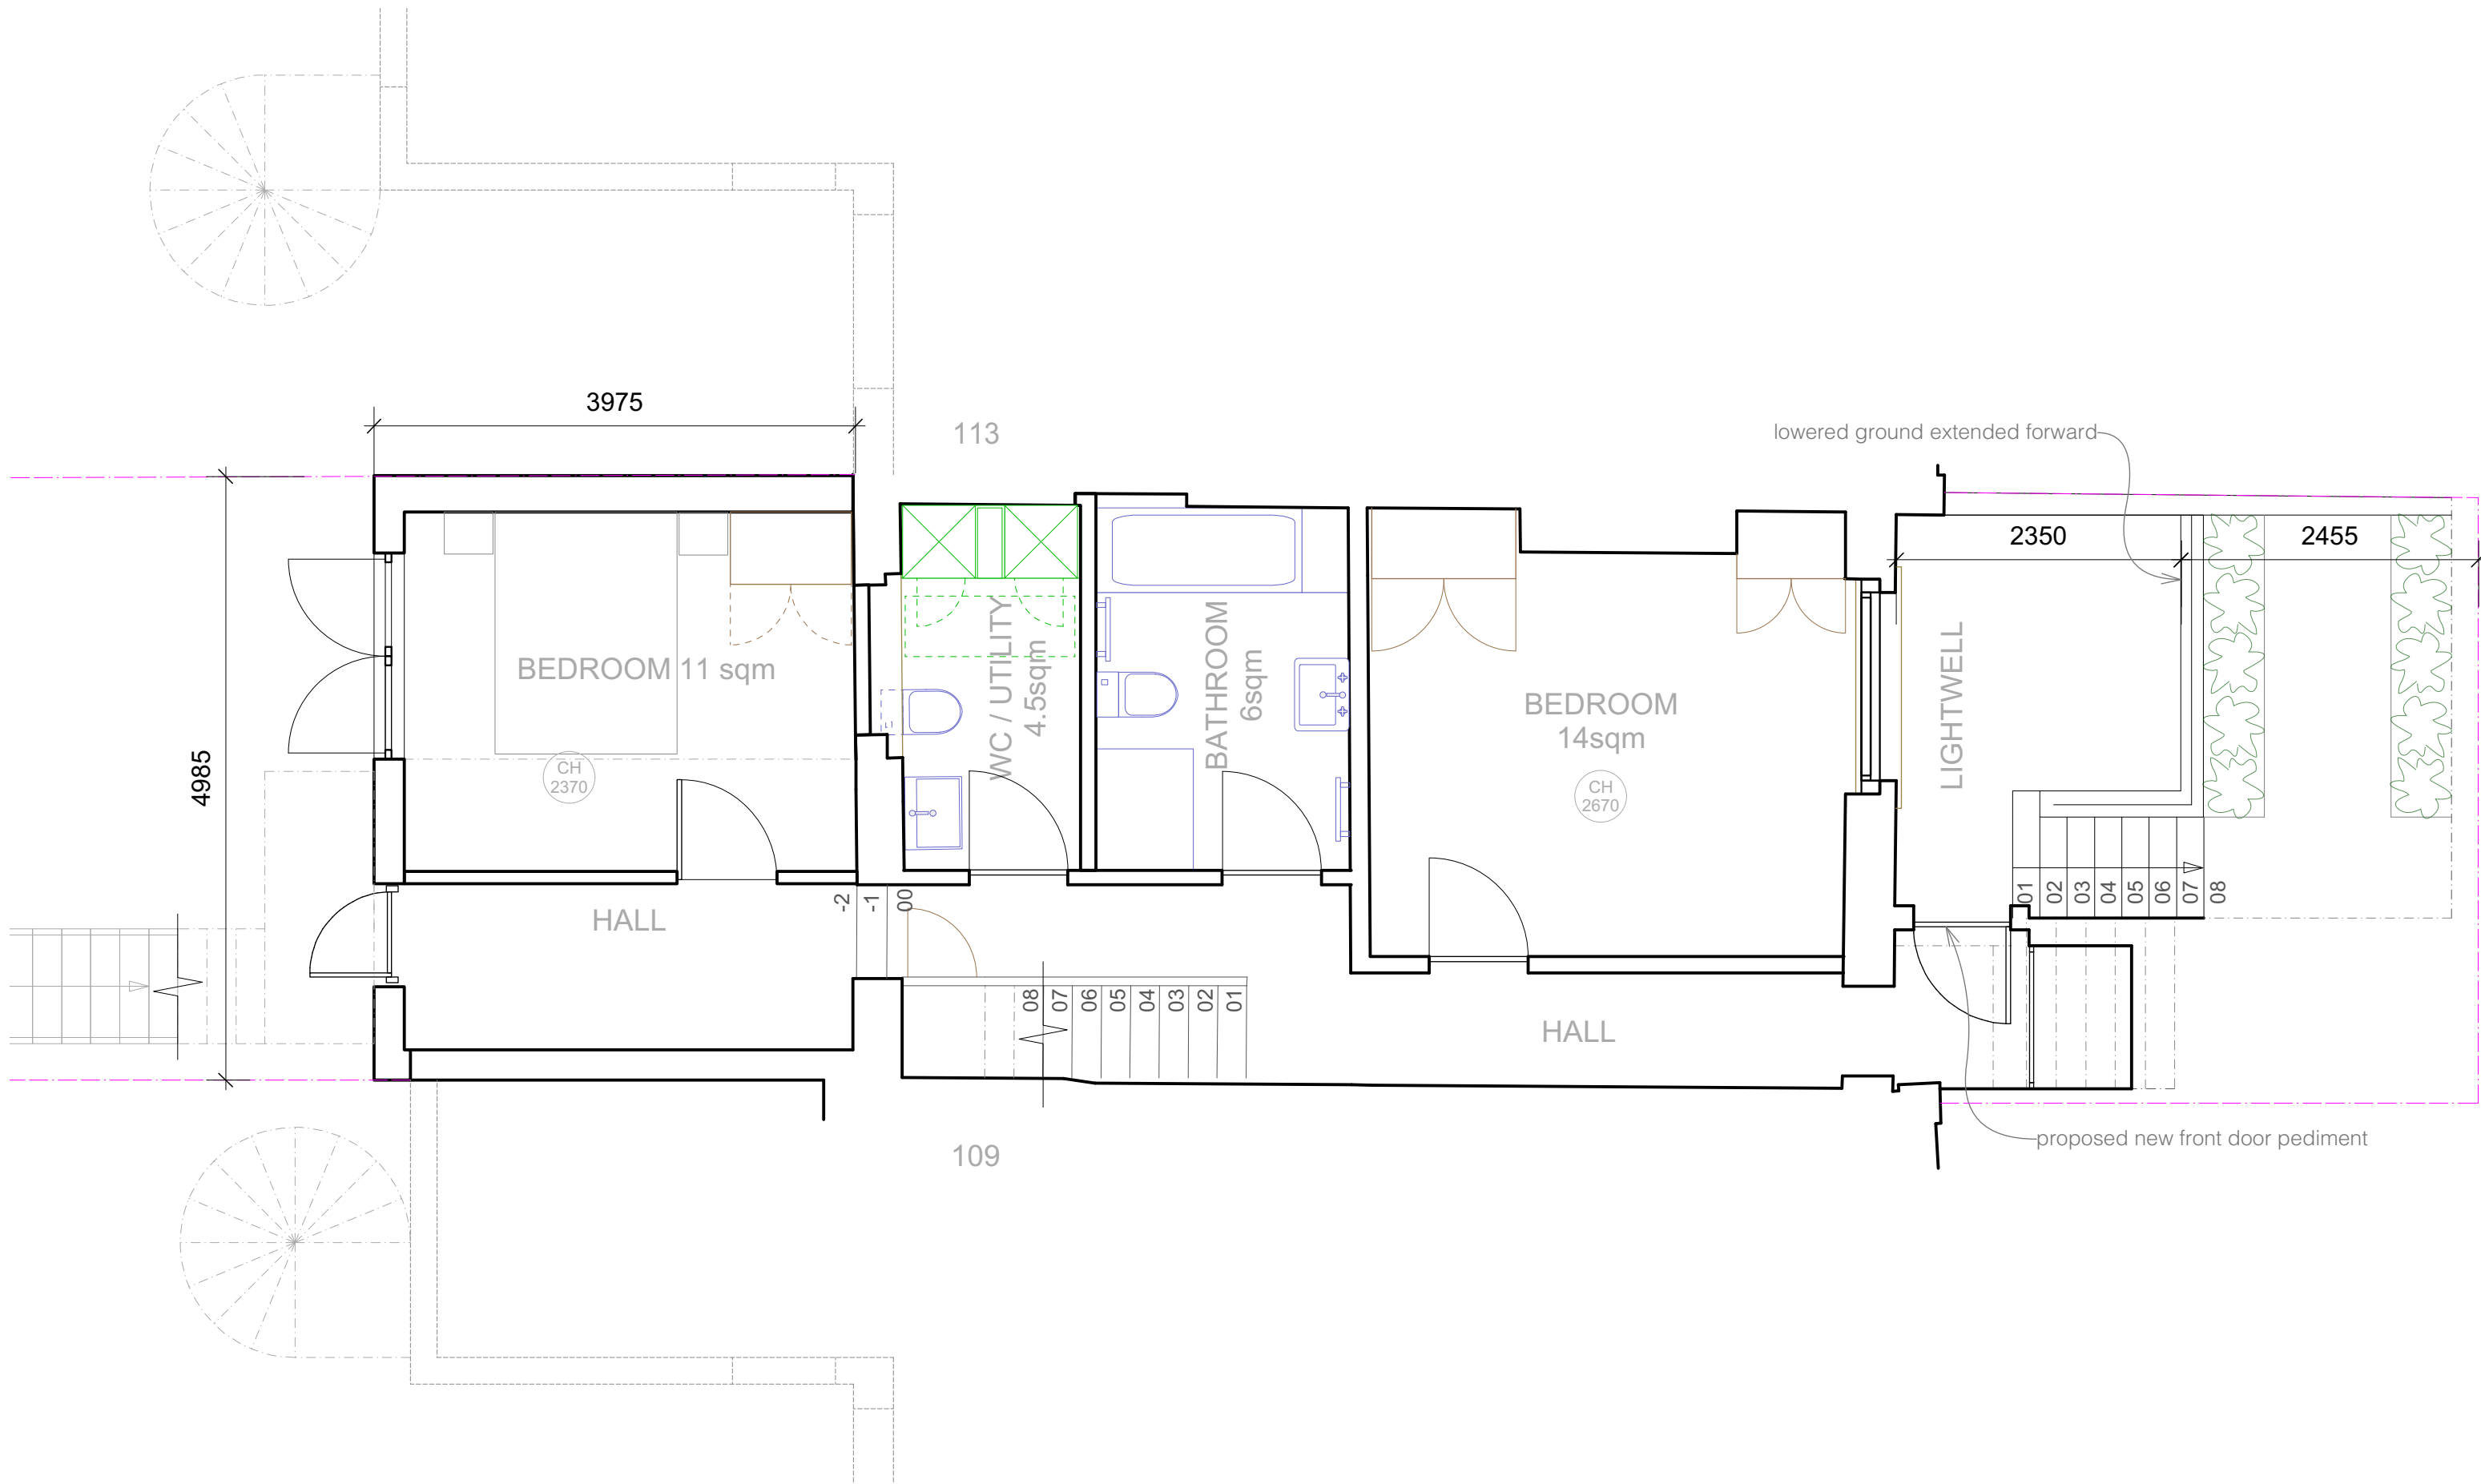 3975
113
lowered ground extended forward
2350
2455
4985
BEDROOM 11 sqm
CH
2370
WC / UTILITY
4.5sqm
BATHROOM
6sqm
BEDROOM
14sqm
CH
2670
LIGHTWELL
01
02
03
04
05
06
07
08
HALL
-2
-1
00
08
07
06
05
04
03
02
01
HALL
109
proposed new front door pediment